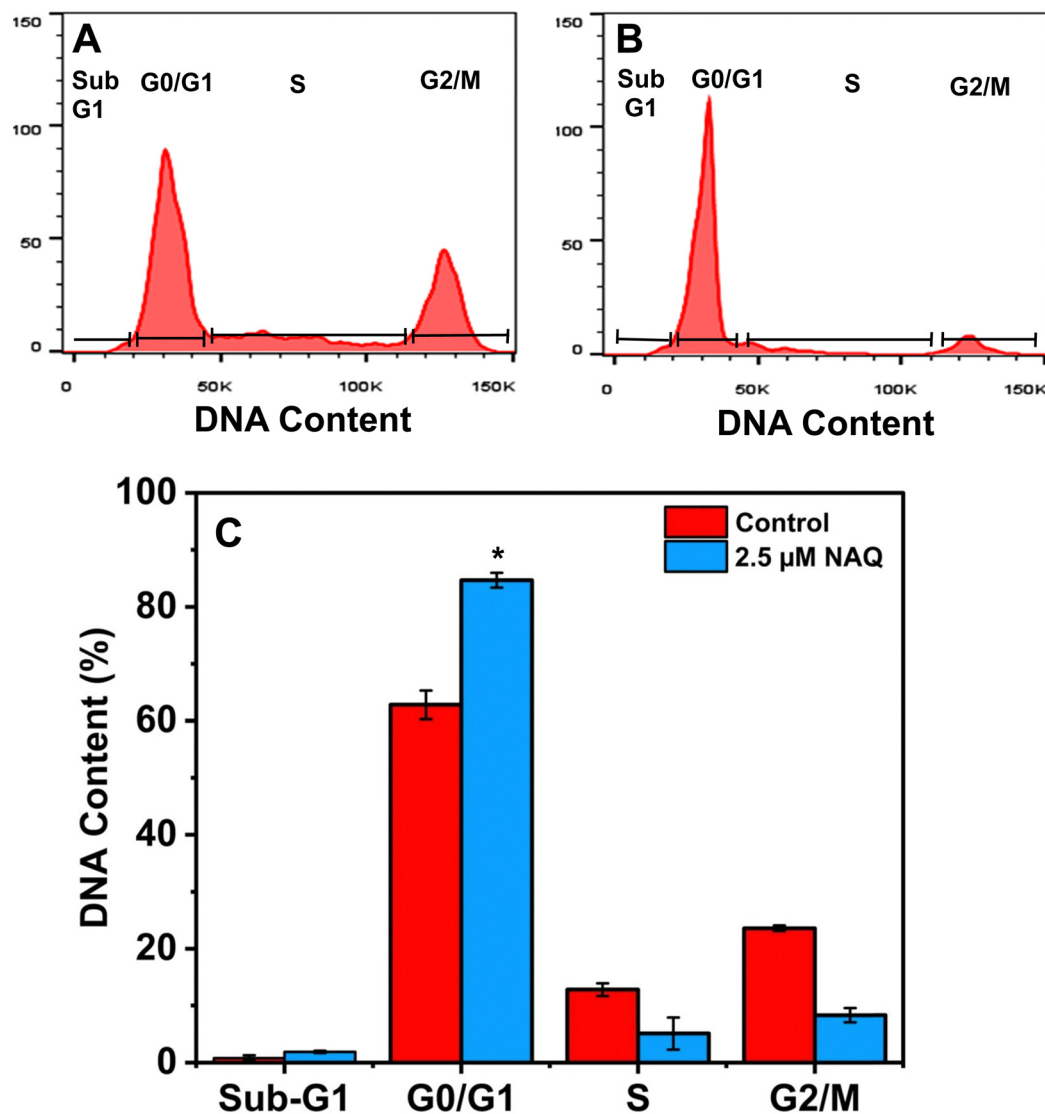 A
Sub
G1
G0/G1
S
G2/M
150
100
50
0
0
50K
100K
150K
DNA Content
B
Sub
G1
G0/G1
S
G2/M
150
100
50
0
0
50K
100K
150K
DNA Content
C
Control
2.5 µM NAQ
*
100
80
60
40
20
0
DNA Content (%)
Sub-G1
G0/G1
S
G2/M